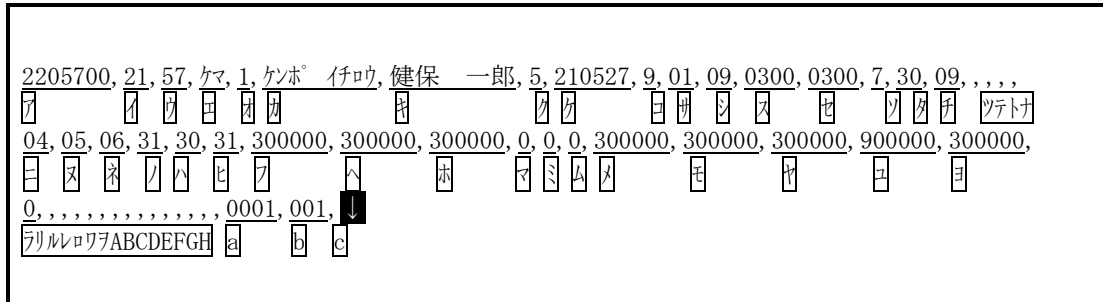 2205700,21,57,ｹﾏ,1,ｹﾝﾎﾟ ｲﾁﾛｳ,健保　一郎,5,210527,9,01,09,0300,0300,7,30,09,,,,,
ア イ ウ エ オ カ キ ク ケ コ サ シ ス セ ソ タ チ ツテトナ
04,05,06,31,30,31,300000,300000,300000,0,0,0,300000,300000,300000,900000,300000,
ニ ヌ ネ ノ ハ ヒ フ ヘ ホ マ ミ ム メ モ ヤ ユ ヨ
0,,,,,,,,,,,,,,,0001,001,↓
ラリルレロワヲABCDEFGH a b c